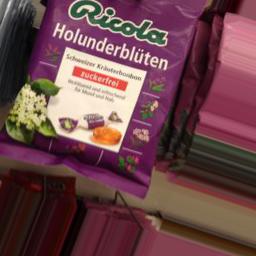 Ricola
Holunderblüten
Schweizer Kräuterbonbon
zuckerfrei
Wohltuend und erfrischend
für Mund und Hals